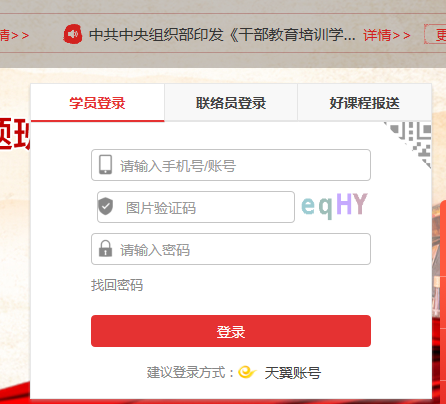 情>> 中共中央组织部印发《干部教育培训学... 详情>>
学员登录 联络员登录 好课程报送
请输入手机号/账号
图片验证码 eqHY
请输入密码
找回密码
登录
建议登录方式： 天翼账号